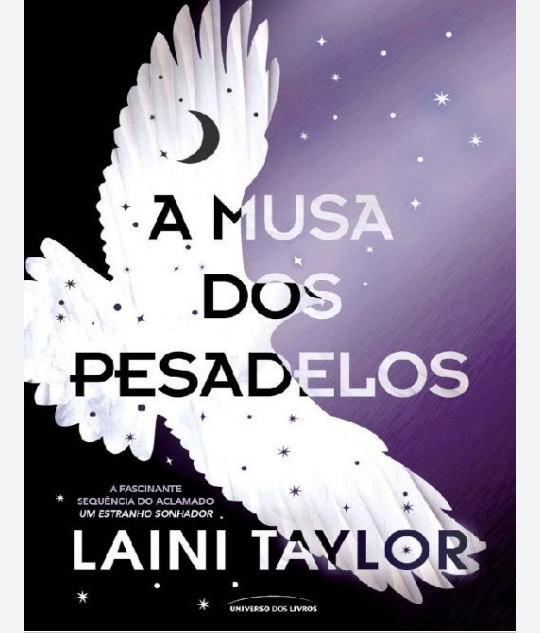 A MUSA
DOS
PESADELOS
A FASCINANTE
SEQUÊNCIA DO ACLAMADO
UM ESTRANHO SONHADOR
LAINI TAYLOR
UNIVERSO DOS LIVROS